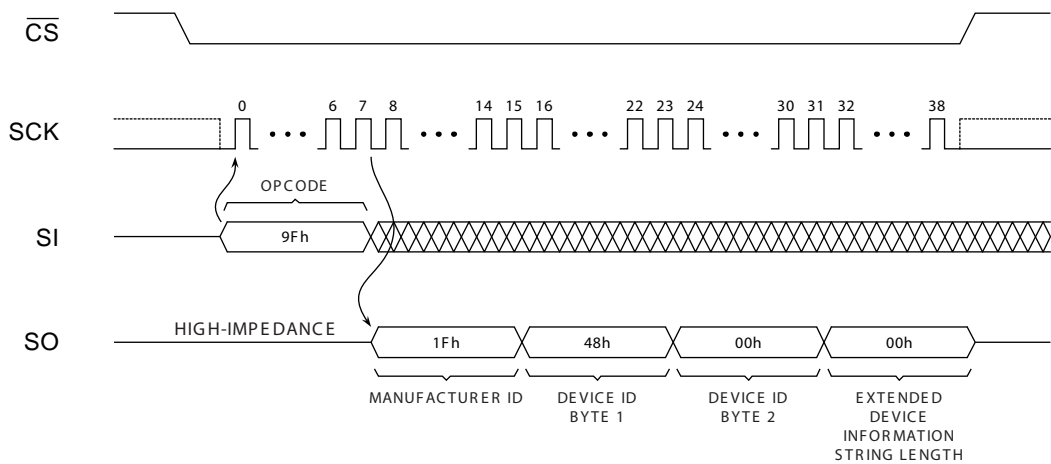 CS
0 6 7 8 14 15 16 22 23 24 30 31 32 38
SCK
OPCODE
SI
9Fh
HIGH-IMPEDANCE
SO
1Fh 48h 00h 00h
MANUFACTURER ID DEVICE ID DEVICE ID EXTENDED
BYTE 1 BYTE 2 DEVICE
INFORMATION
STRING LENGTH